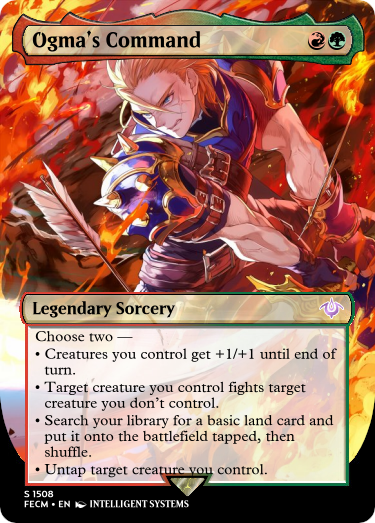 Ogma's Command
Legendary Sorcery
Choose two —
• Creatures you control get +1/+1 until end of
turn.
• Target creature you control fights target
creature you don't control.
• Search your library for a basic land card and
put it onto the battlefield tapped, then
shuffle.
• Untap target creature you control.
S 1508
FECM • EN INTELLIGENT SYSTEMS